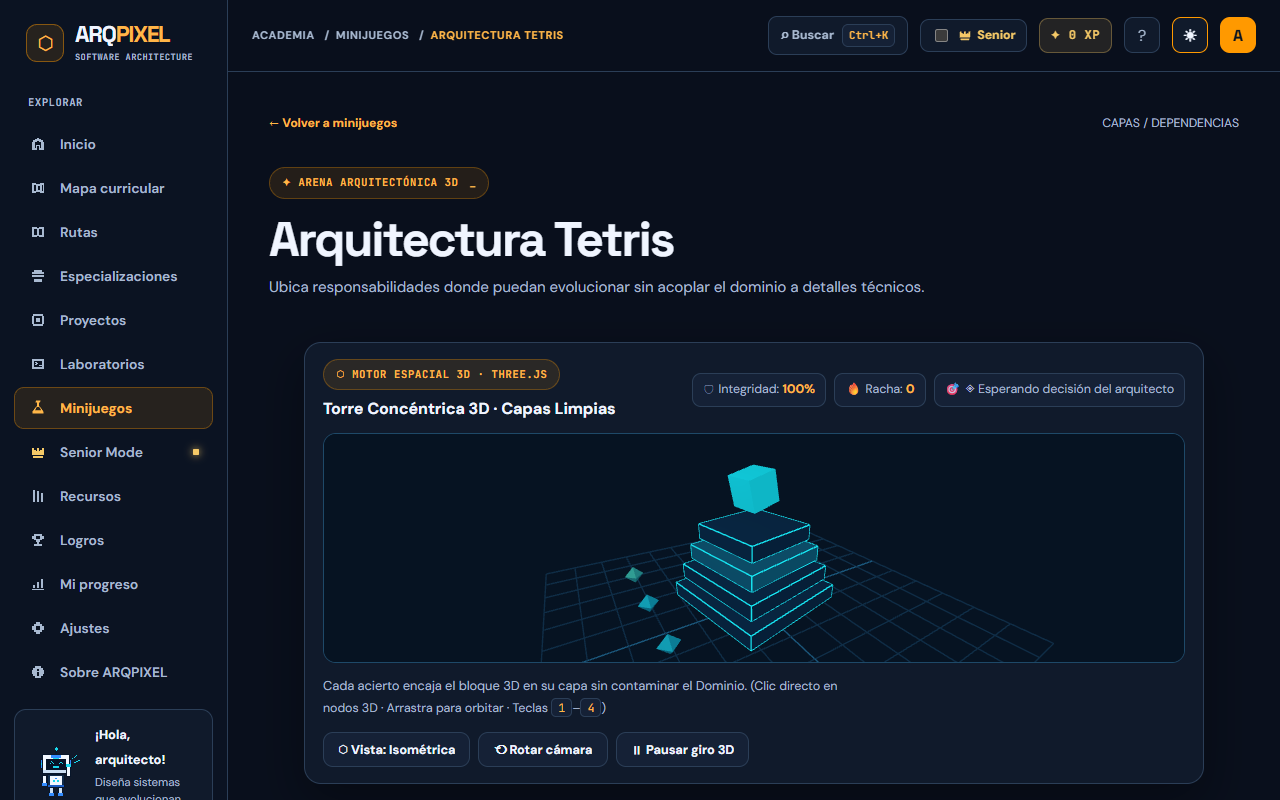 ARQPIXEL
SOFTWARE ARCHITECTURE
EXPLORAR
Inicio
Mapa curricular
Rutas
Especializaciones
Proyectos
Laboratorios
Minijuegos
Senior Mode
Recursos
Logros
Mi progreso
Ajustes
Sobre ARQPIXEL
¡Hola,
arquitecto!
Diseña sistemas
que evolucionan
ACADEMIA / MINIJUEGOS / ARQUITECTURA TETRIS
Buscar Ctrl+K
Senior
0 XP
?
A
← Volver a minijuegos
CAPAS / DEPENDENCIAS
✦ ARENA ARQUITECTÓNICA 3D _
Arquitectura Tetris
Ubica responsabilidades donde puedan evolucionar sin acoplar el dominio a detalles técnicos.
MOTOR ESPACIAL 3D · THREE.JS
Torre Concéntrica 3D · Capas Limpias
Integridad: 100%
Racha: 0
Esperando decisión del arquitecto
Cada acierto encaja el bloque 3D en su capa sin contaminar el Dominio. (Clic directo en
nodos 3D · Arrastra para orbitar · Teclas 1–4)
Vista: Isométrica
Rotar cámara
Pausar giro 3D